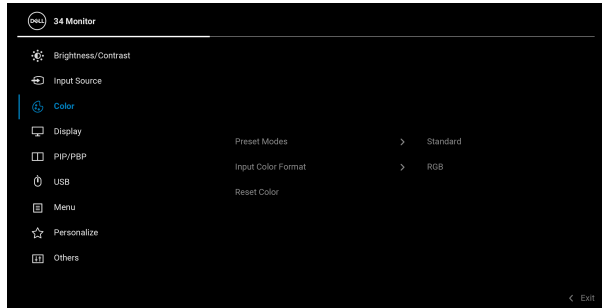 DELL 34 Monitor
Brightness/Contrast
Input Source
Color
Display
Preset Modes Standard
PIP/PBP
Input Color Format RGB
USB
Reset Color
Menu
Personalize
Others
Exit